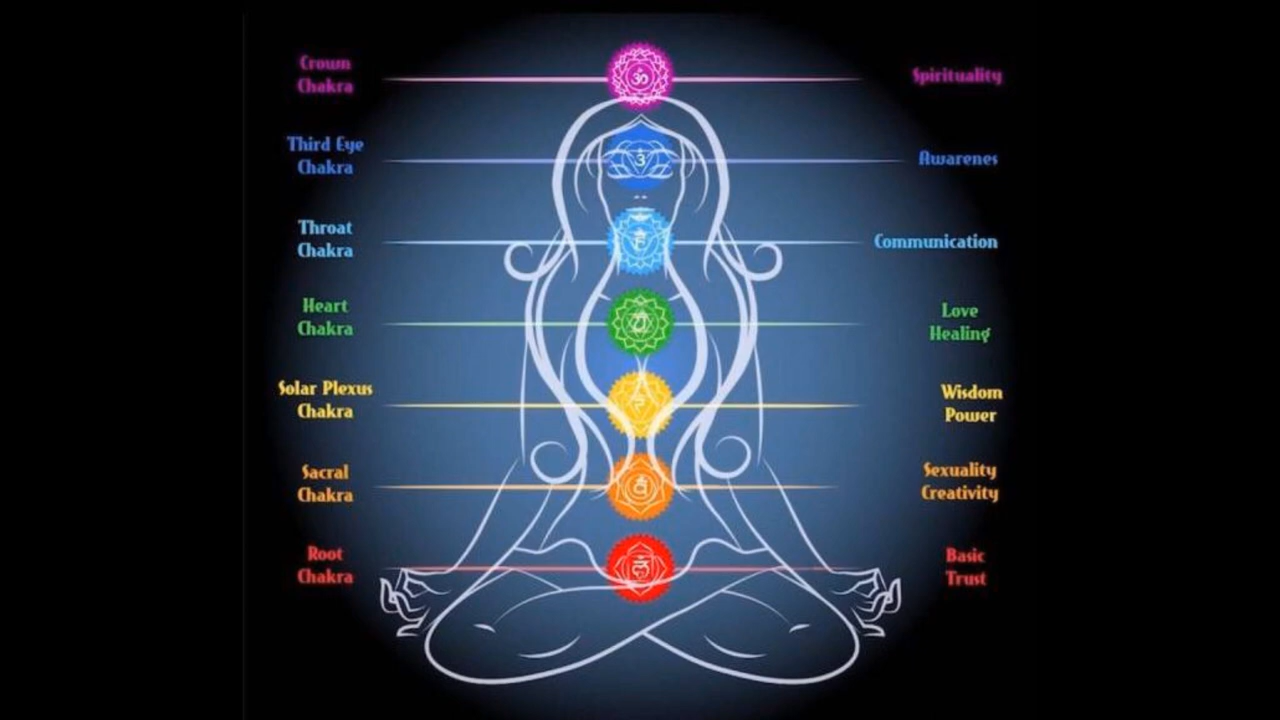 Crown
Chakra
Spirituality
ॐ
Third Eye
Chakra
Awarenes
Throat
Chakra
Communication
Heart
Chakra
Love
Healing
Solar Plexus
Chakra
Wisdom
Power
Sacral
Chakra
Sexuality
Creativity
Root
Chakra
Basic
Trust